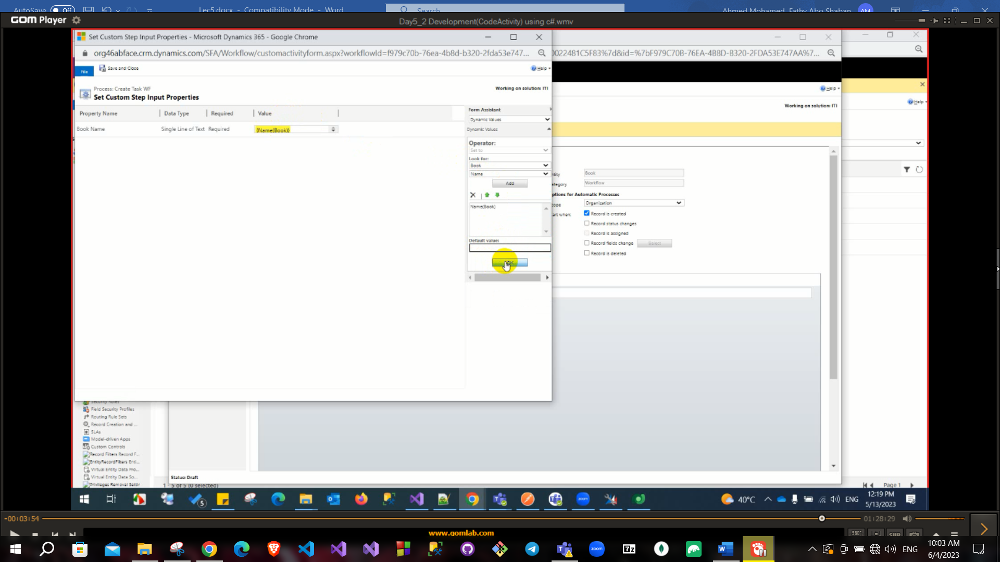 AutoSave Off Lec5.docx - Compatibility Mode - Word Search Ahmed Mohamed Fathy Abo Shaban AM
GOM Player Day5_2 Development(CodeActivity) using c#.wmv
Set Custom Step Input Properties - Microsoft Dynamics 365 - Google Chrome
org46abface.crm.dynamics.com/SFA/Workflow/customactivityform.aspx?workflowId=f979c70b-76ea-4b8d-b320-2fda53e747...
0022481C5F83%7d&id=%7bF979C70B-76EA-4B8D-B320-2FDA53E747AA%7...
File Save and Close Help
Process: Create Task WF
Set Custom Step Input Properties
Working on solution: ITI
Help
Working on solution: ITI
Help
Property Name Data Type Required Value
Book Name Single Line of Text Required {Name(Book)}
Form Assistant
Dynamic Values
Dynamic Values
Operator:
Set to
Look for:
Book
Name
Add
Name(Book)
Default value:
OK
tity Book
ategory Workflow
ptions for Automatic Processes
ope Organization
art when: Record is created
Record status changes
Record is assigned
Record fields change Select
Record is deleted
Security Roles
Field Security Profiles
Routing Rule Sets
Record Creation and ...
SLAs
Model-driven Apps
Custom Controls
Record Filters Record F...
EntityRecordFilters Enti...
Virtual Entity Data Pro...
Virtual Entity Data So...
Privileges Removal Settir
Status: Draft
1 - 5 of 5 (0 selected)
Page 1
5
zoom
40°C
ENG
12:19 PM
5/13/2023
-00:03:54
01:28:29
www.gomlab.com
360°
SUB
zoom
7z
ENG
10:03 AM
6/4/2023